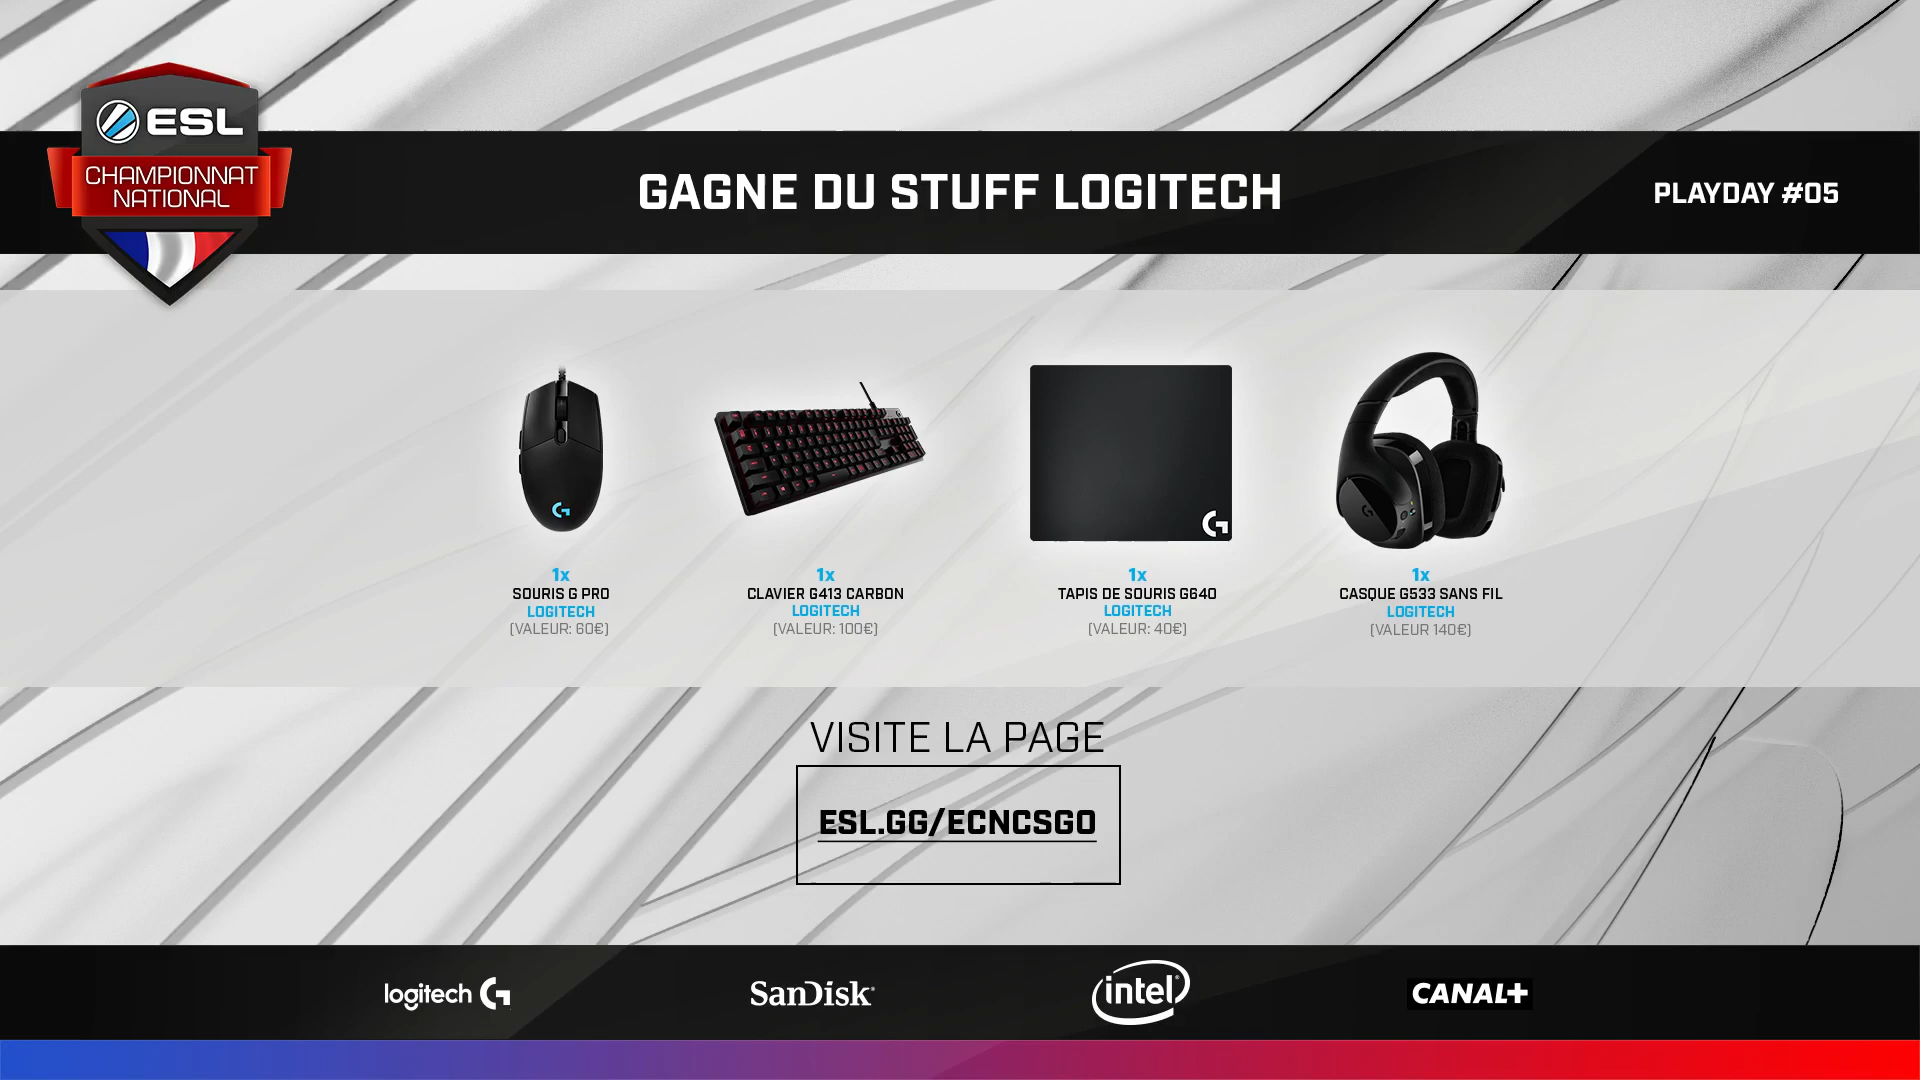 ESL
CHAMPIONNAT
NATIONAL
GAGNE DU STUFF LOGITECH
PLAYDAY #05
1x
SOURIS G PRO
LOGITECH
(VALEUR: 60€)
1x
CLAVIER G413 CARBON
LOGITECH
(VALEUR: 100€)
1x
TAPIS DE SOURIS G640
LOGITECH
(VALEUR: 40€)
1x
CASQUE G533 SANS FIL
LOGITECH
(VALEUR 140€)
VISITE LA PAGE
ESL.GG/ECNCSGO
logitech G
SanDisk®
intel®
CANAL+